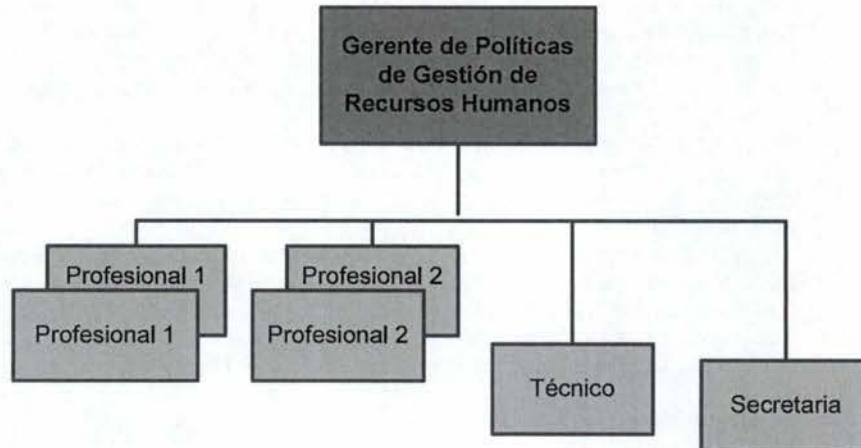 Gerente de Políticas
de Gestión de
Recursos Humanos
Profesional 1
Profesional 2
Profesional 1
Profesional 2
Técnico
Secretaria